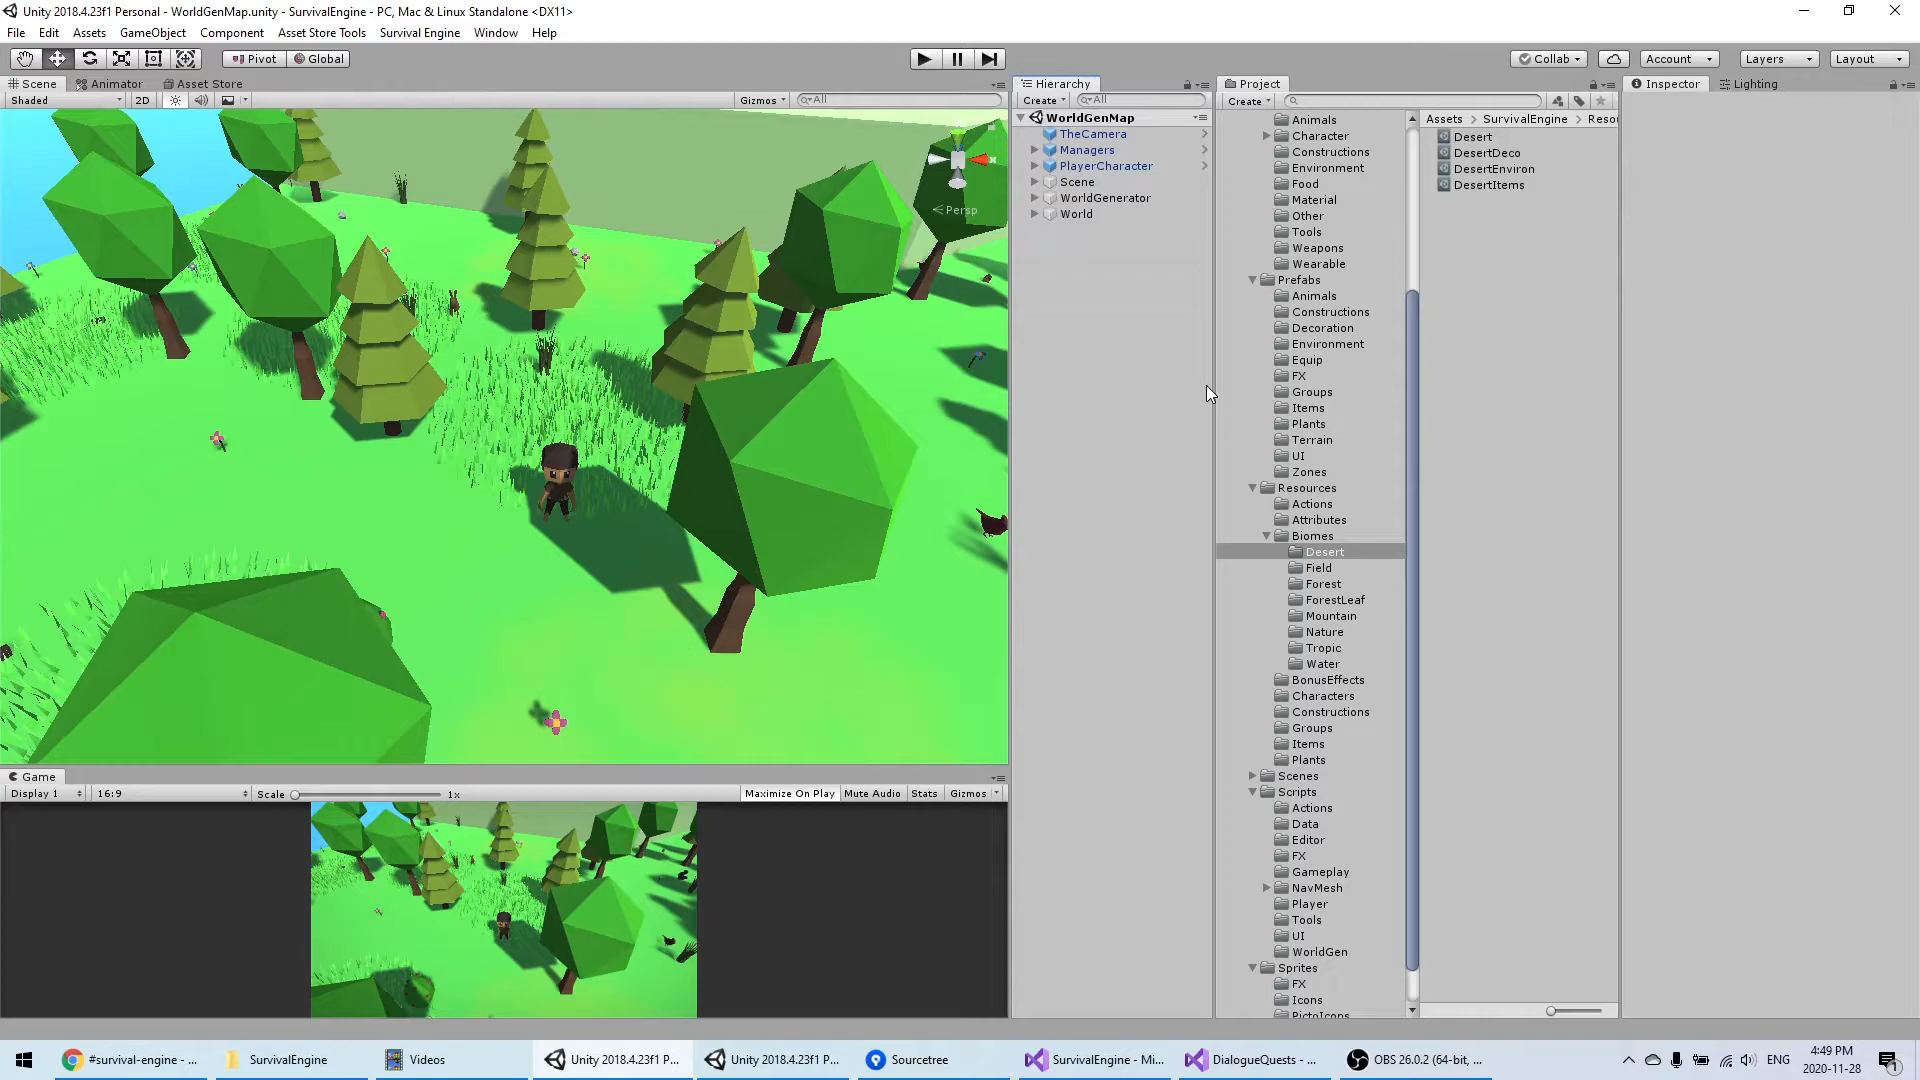 Unity 2018.4.23f1 Personal - WorldGenMap.unity - SurvivalEngine - PC, Mac & Linux Standalone <DX11>
File Edit Assets GameObject Component Asset Store Tools Survival Engine Window Help
Pivot Global Collab Account Layers Layout
Scene Animator Asset Store
Shaded 2D Gizmos All
Persp
Game
Display 1 16:9 Scale 1x Maximize On Play Mute Audio Stats Gizmos
Hierarchy
Create All
WorldGenMap
TheCamera
Managers
PlayerCharacter
Scene
WorldGenerator
World
Project
Create
Animals
Character
Constructions
Environment
Food
Material
Other
Tools
Weapons
Wearable
Prefabs
Animals
Constructions
Decoration
Environment
Equip
FX
Groups
Items
Plants
Terrain
UI
Zones
Resources
Actions
Attributes
Biomes
Desert
Field
Forest
ForestLeaf
Mountain
Nature
Tropic
Water
BonusEffects
Characters
Constructions
Groups
Items
Plants
Scenes
Scripts
Actions
Data
Editor
FX
Gameplay
NavMesh
Player
Tools
UI
WorldGen
Sprites
FX
Icons
PictoIcons
Assets > SurvivalEngine > Resou
Desert
DesertDeco
DesertEnviron
DesertItems
Inspector Lighting
#survival-engine - ... SurvivalEngine Videos Unity 2018.4.23f1 P... Unity 2018.4.23f1 P... Sourcetree SurvivalEngine - Mi... DialogueQuests - ... OBS 26.0.2 (64-bit, ... ENG
4:49 PM
2020-11-28
1